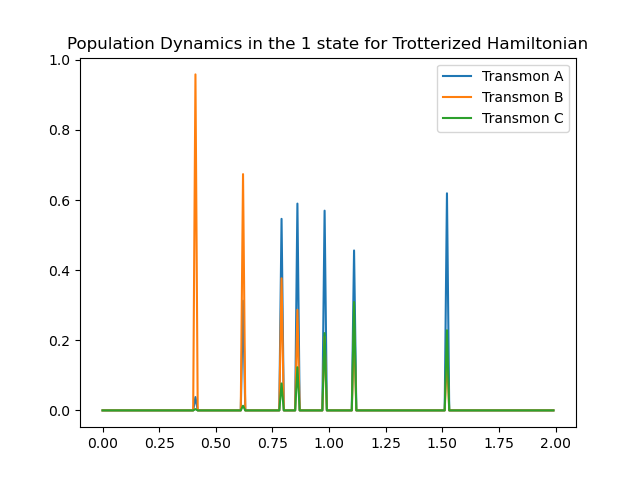 Population Dynamics in the 1 state for Trotterized Hamiltonian
1.0
0.8
0.6
0.4
0.2
0.0
Transmon A
Transmon B
Transmon C
0.00 0.25 0.50 0.75 1.00 1.25 1.50 1.75 2.00